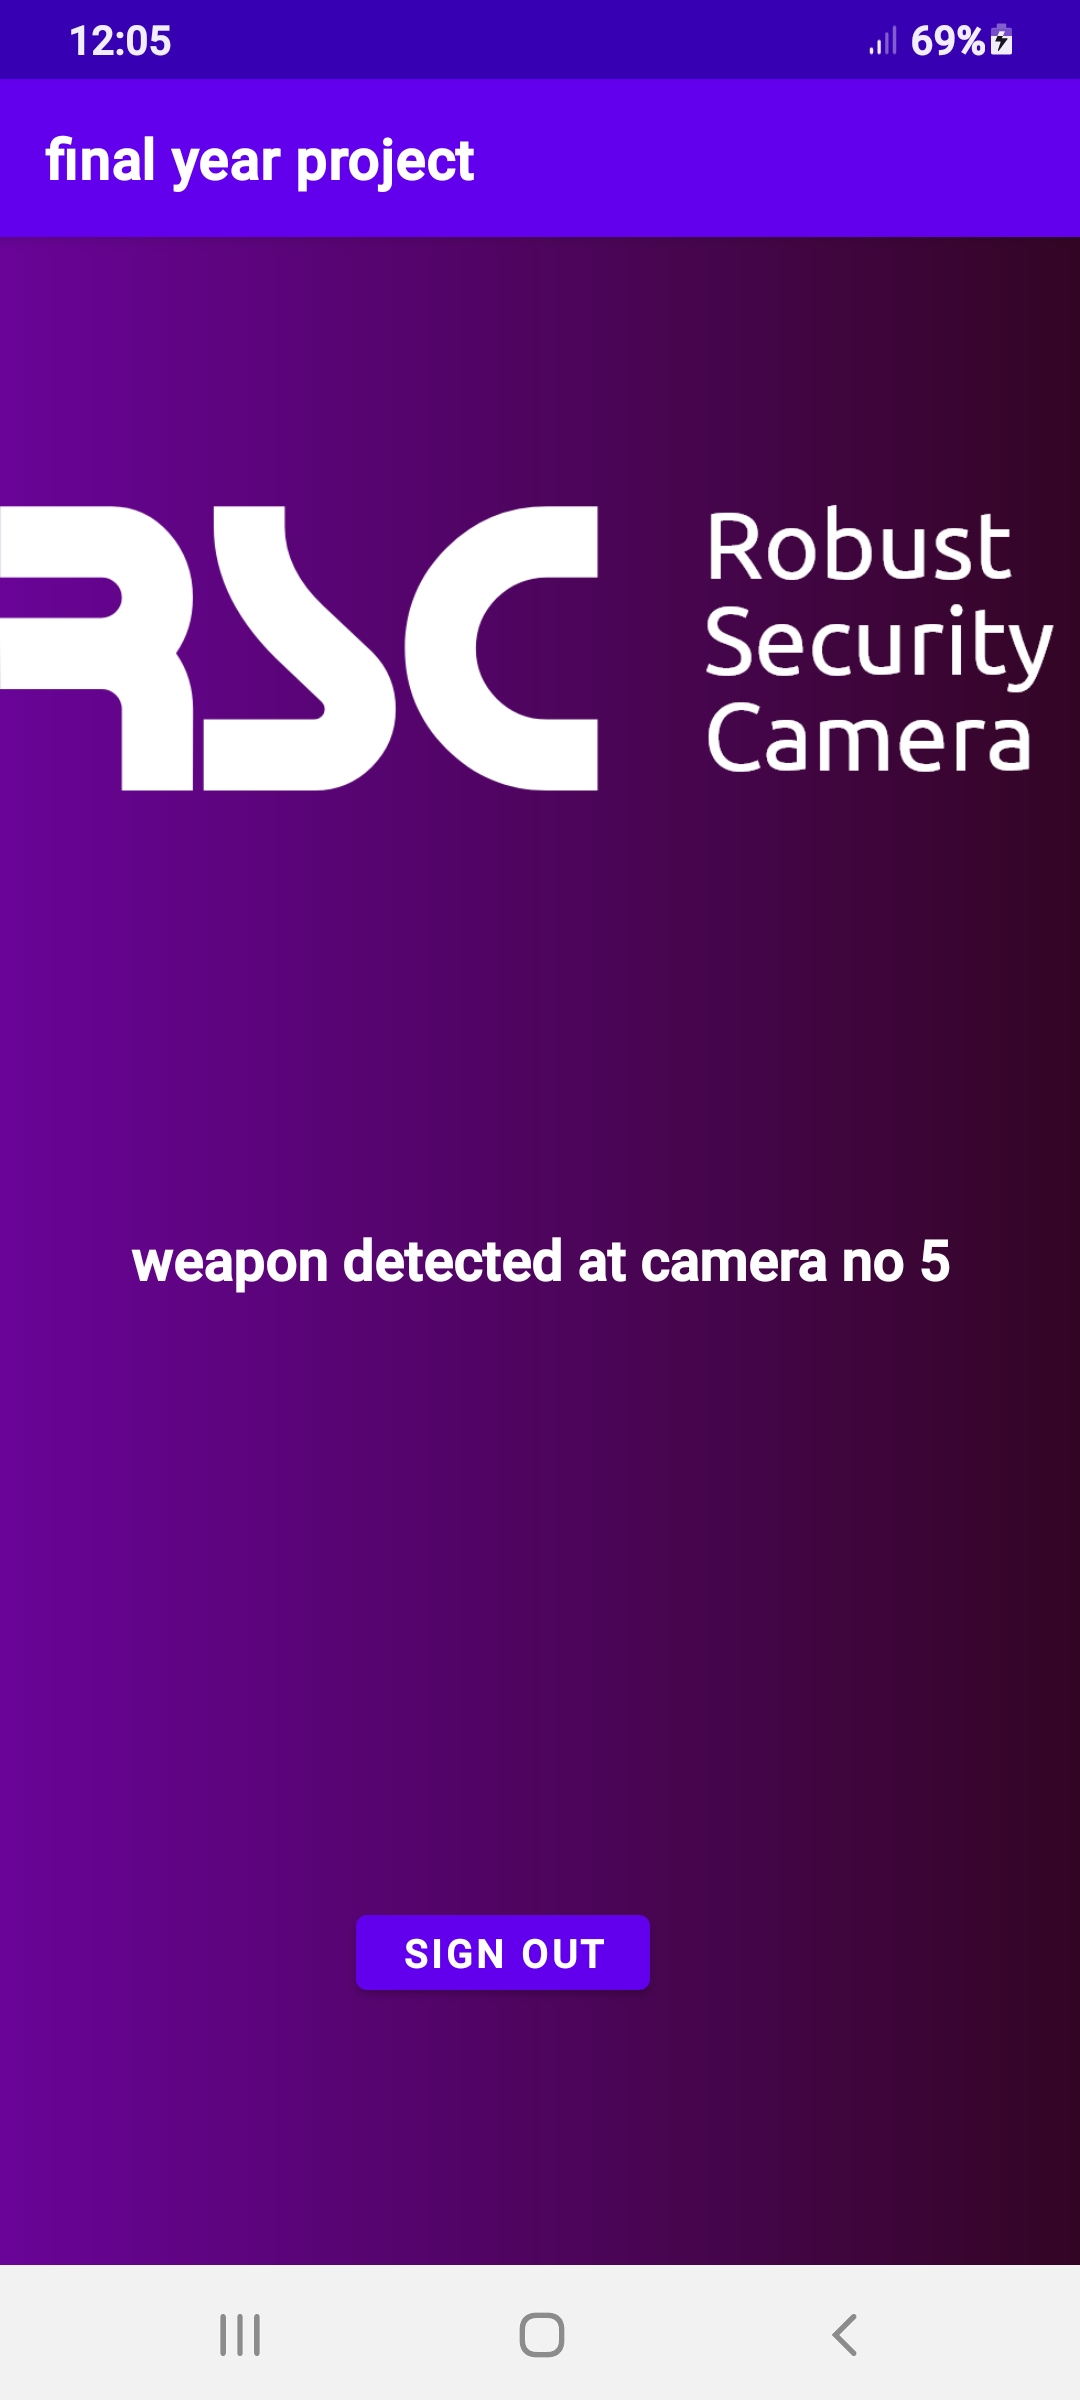 12:05
69%
final year project
RSC
Robust
Security
Camera
weapon detected at camera no 5
SIGN OUT